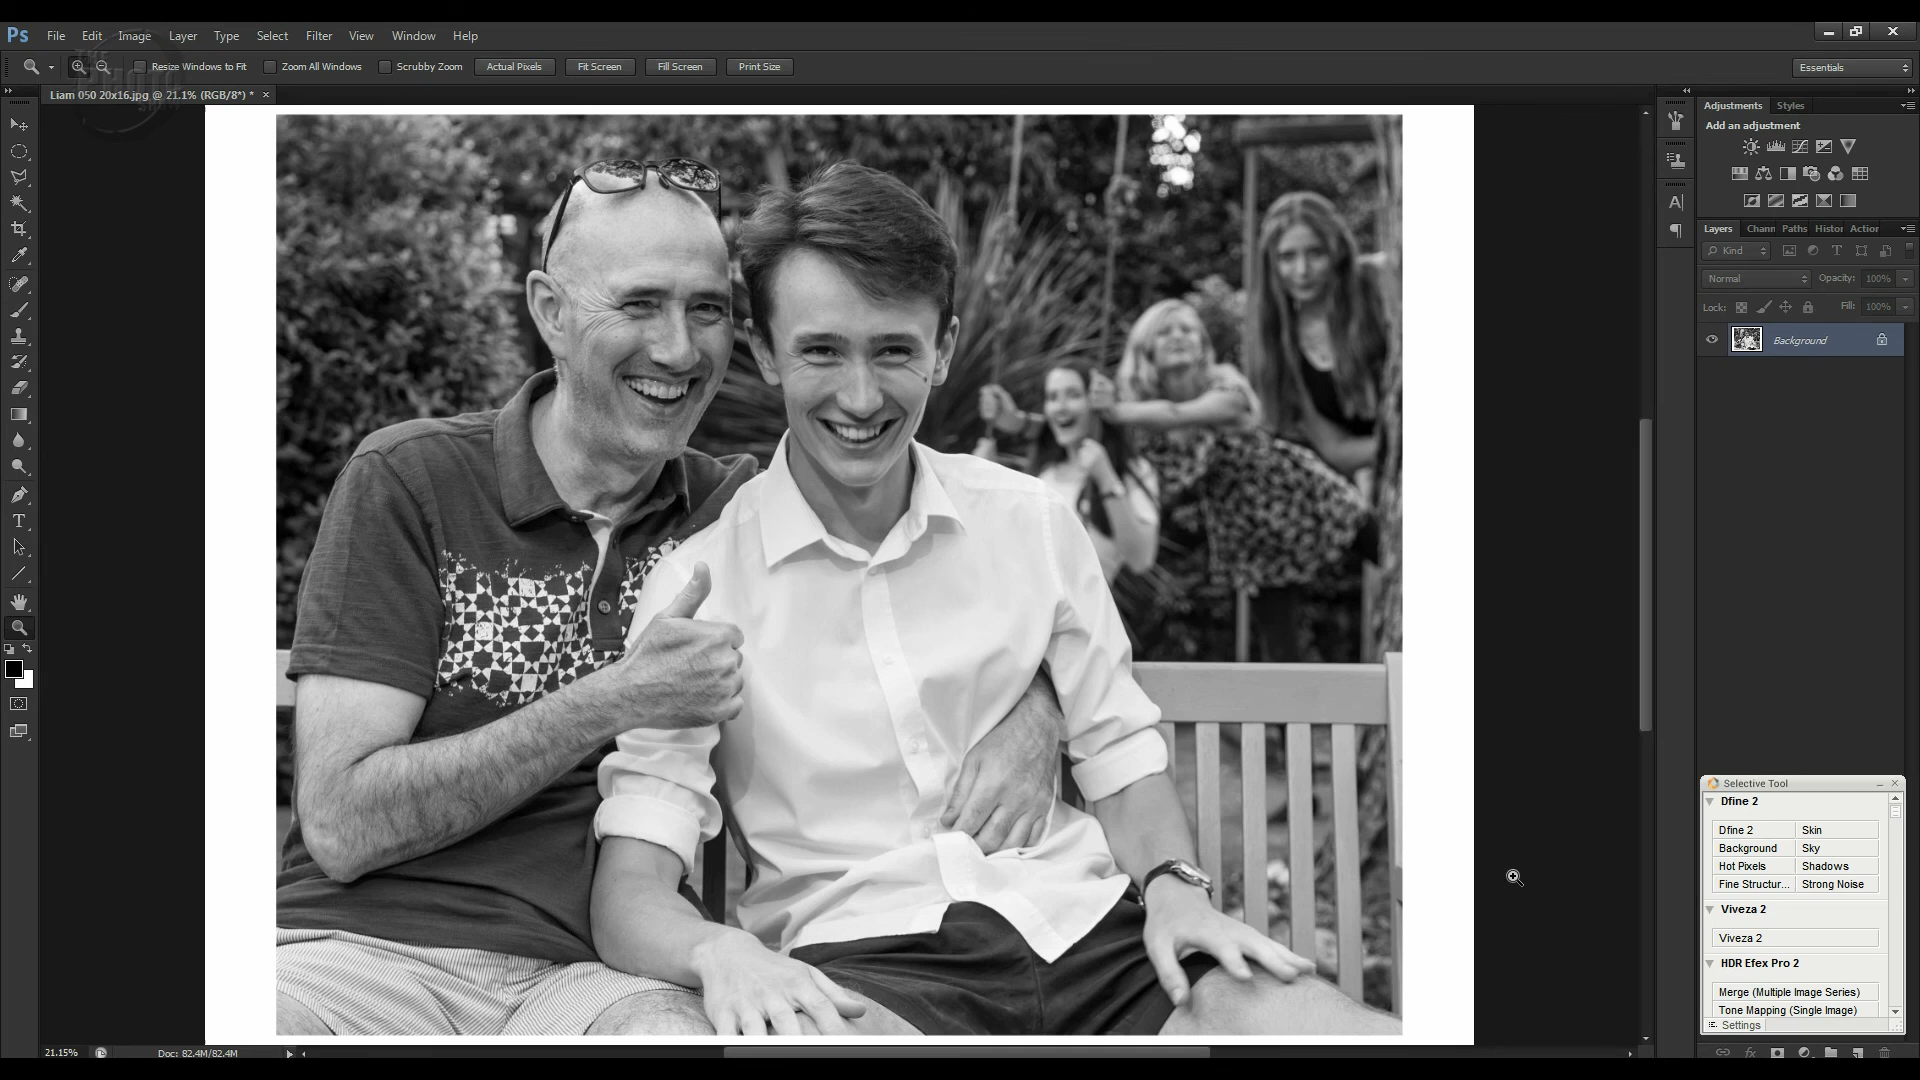 Ps File Edit Image Layer Type Select Filter View Window Help
Resize Windows to Fit Zoom All Windows Scrubby Zoom Actual Pixels Fit Screen Fill Screen Print Size Essentials
THE PHOTO SHOW
Liam 050 20x16.jpg @ 21.1% (RGB/8*) * ×
Adjustments Styles
Add an adjustment
Layers Chann Paths Histor Action
Kind
Normal Opacity: 100%
Lock: Fill: 100%
Background
Selective Tool
Dfine 2
Dfine 2 Skin
Background Sky
Hot Pixels Shadows
Fine Structur... Strong Noise
Viveza 2
Viveza 2
HDR Efex Pro 2
Merge (Multiple Image Series)
Tone Mapping (Single Image)
Settings
21.15% Doc: 82.4M/82.4M